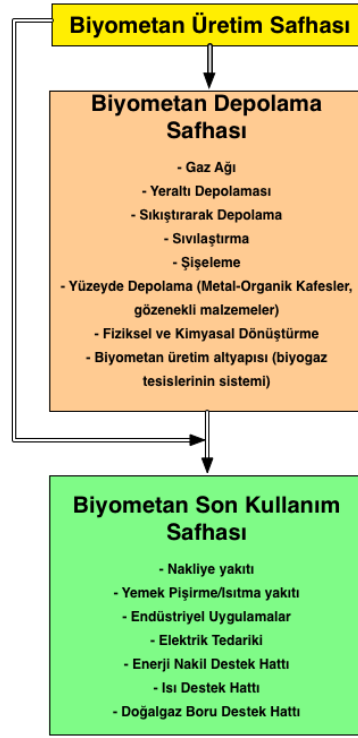 Biyometan Üretim Safhası
Biyometan Depolama
Safhası
- Gaz Ağı
- Yeraltı Depolaması
- Sıkıştırarak Depolama
- Sıvılaştırma
- Şişeleme
- Yüzeyde Depolama (Metal-Organik Kafesler,
gözenekli malzemeler)
- Fiziksel ve Kimyasal Dönüştürme
- Biyometan üretim altyapısı (biyogaz
tesislerinin sistemi)
Biyometan Son Kullanım
Safhası
- Nakliye yakıtı
- Yemek Pişirme/Isıtma yakıtı
- Endüstriyel Uygulamalar
- Elektrik Tedariki
- Enerji Nakil Destek Hattı
- Isı Destek Hattı
- Doğalgaz Boru Destek Hattı